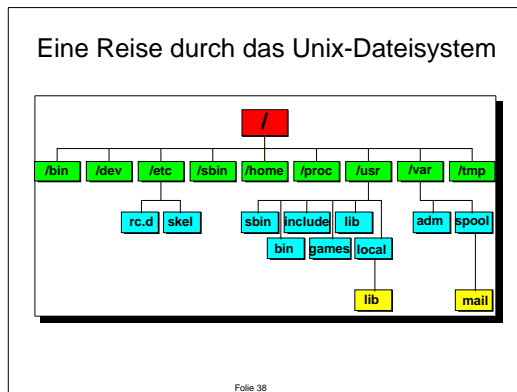 Eine Reise durch das Unix-Dateisystem
/
/bin /dev /etc /sbin /home /proc /usr /var /tmp
rc.d skel sbin include lib adm spool
bin games local
lib mail
Folie 38